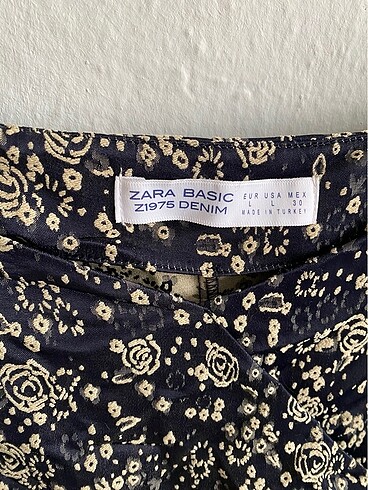 ZARA BASIC
Z1975 DENIM
EUR USA MEX
L L 30
MADE IN TURKEY